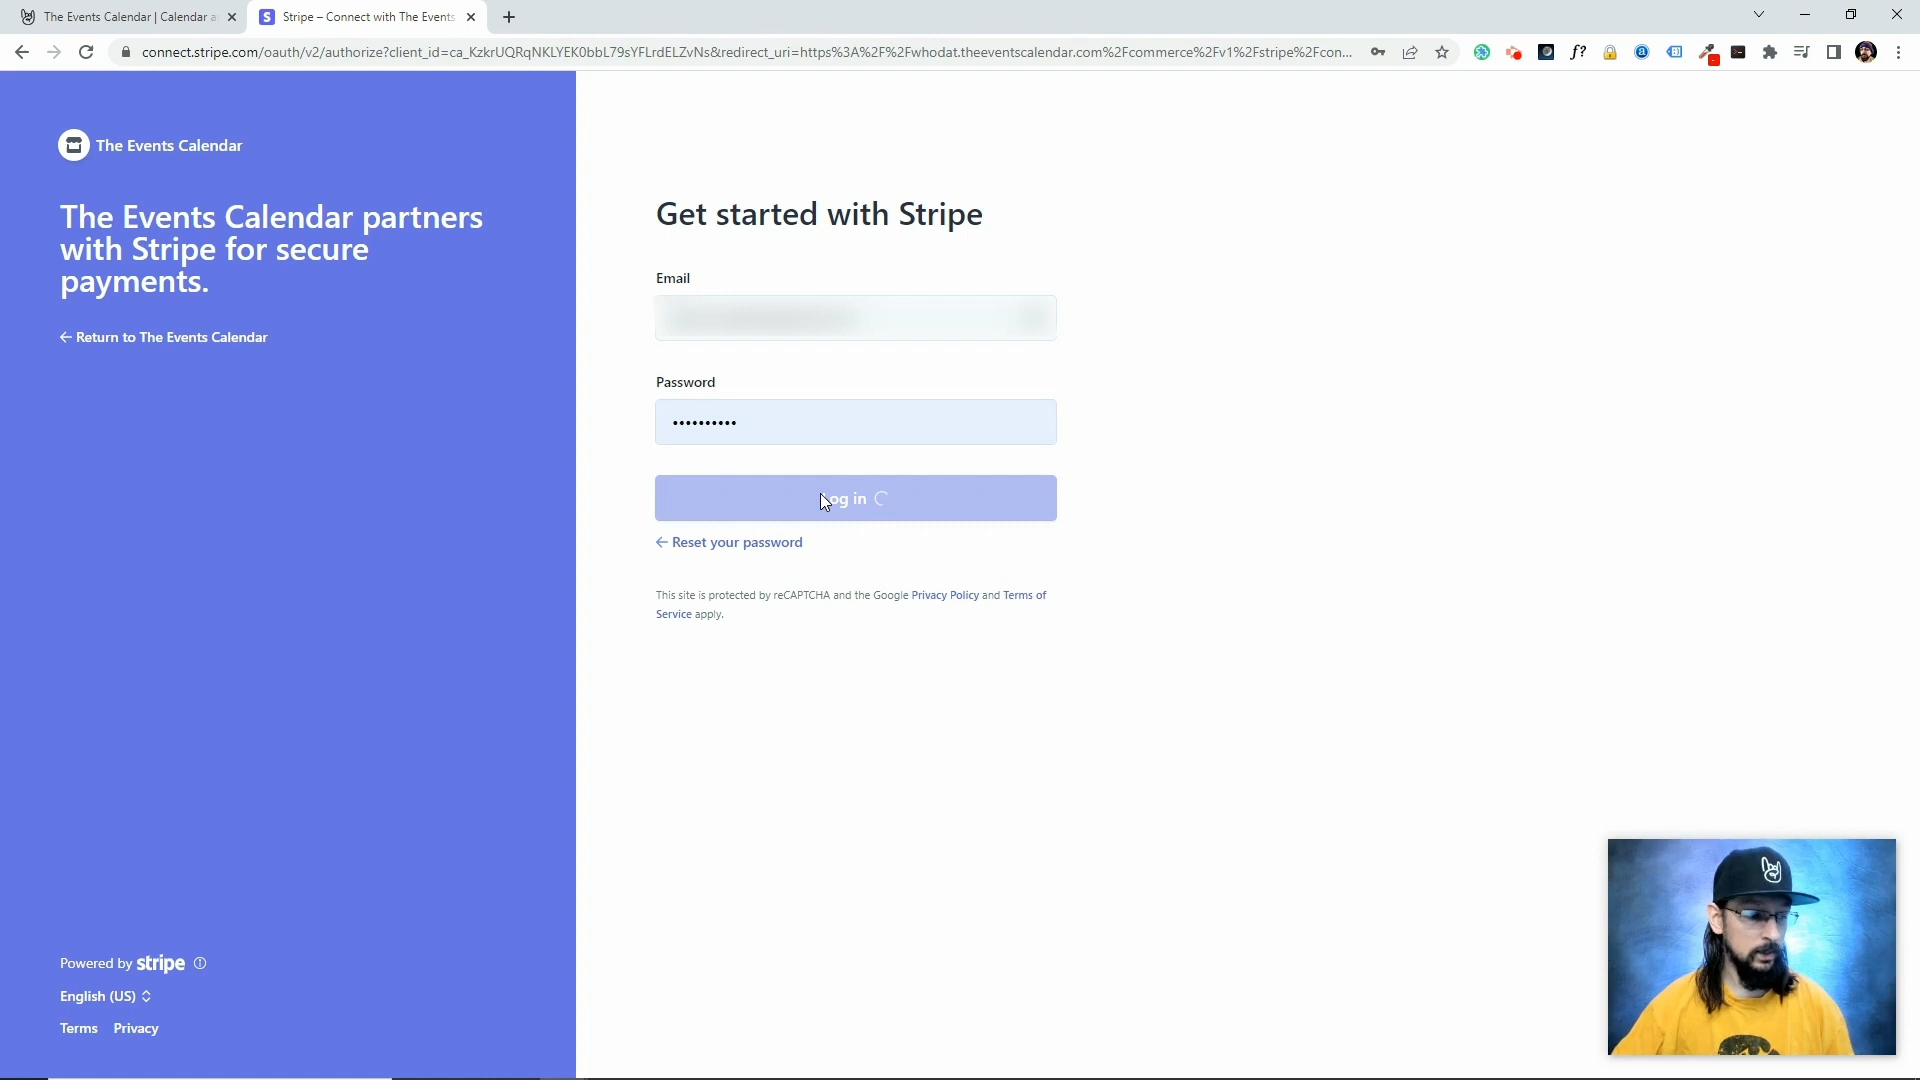 The Events Calendar | Calendar a
Stripe – Connect with The Events
connect.stripe.com/oauth/v2/authorize?client_id=ca_KzkrUQRqNKLYEK0bbL79sYFLrdELZvNs&redirect_uri=https%3A%2F%2Fwhodat.theeventscalendar.com%2Fcommerce%2Fv1%2Fstripe%2Fcon...
The Events Calendar
The Events Calendar partners
with Stripe for secure
payments.
← Return to The Events Calendar
Powered by stripe
English (US)
Terms Privacy
Get started with Stripe
Email
Password
••••••••••
og in
← Reset your password
This site is protected by reCAPTCHA and the Google Privacy Policy and Terms of
Service apply.